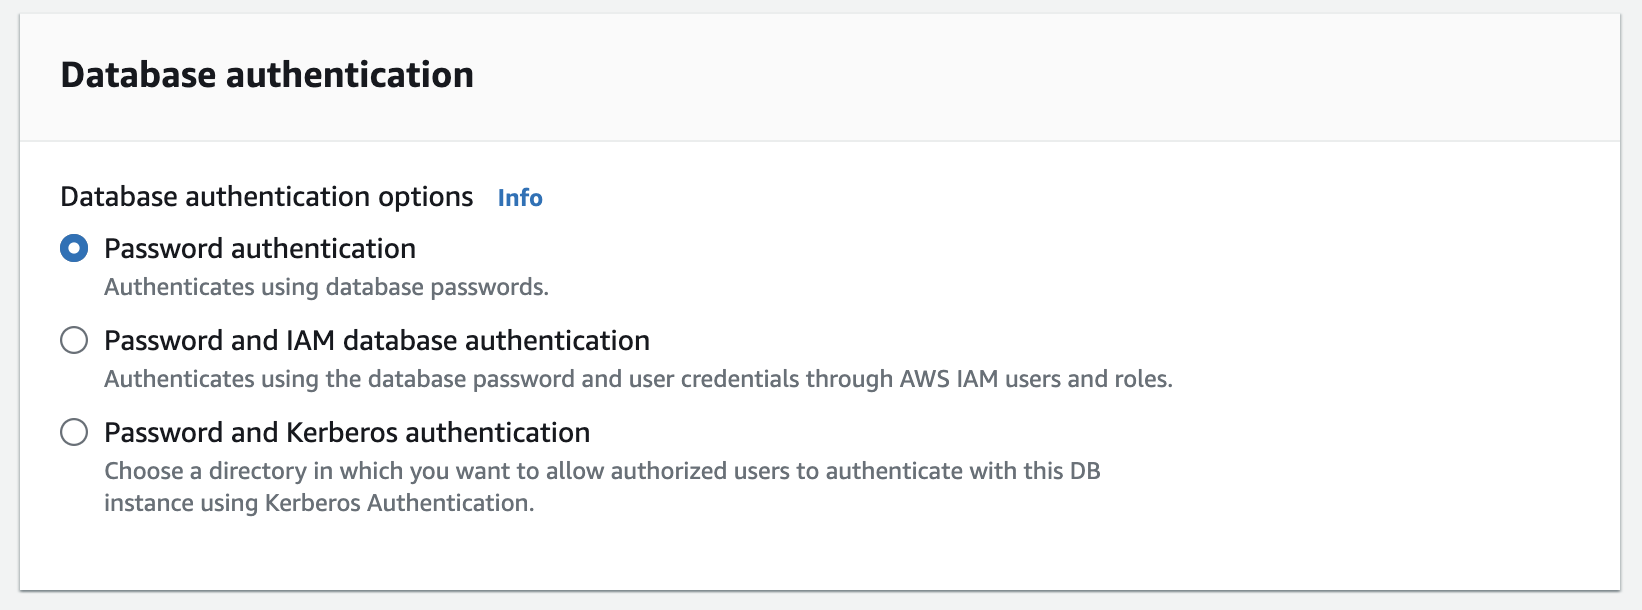 Database authentication
Database authentication options Info
Password authentication
Authenticates using database passwords.
Password and IAM database authentication
Authenticates using the database password and user credentials through AWS IAM users and roles.
Password and Kerberos authentication
Choose a directory in which you want to allow authorized users to authenticate with this DB
instance using Kerberos Authentication.